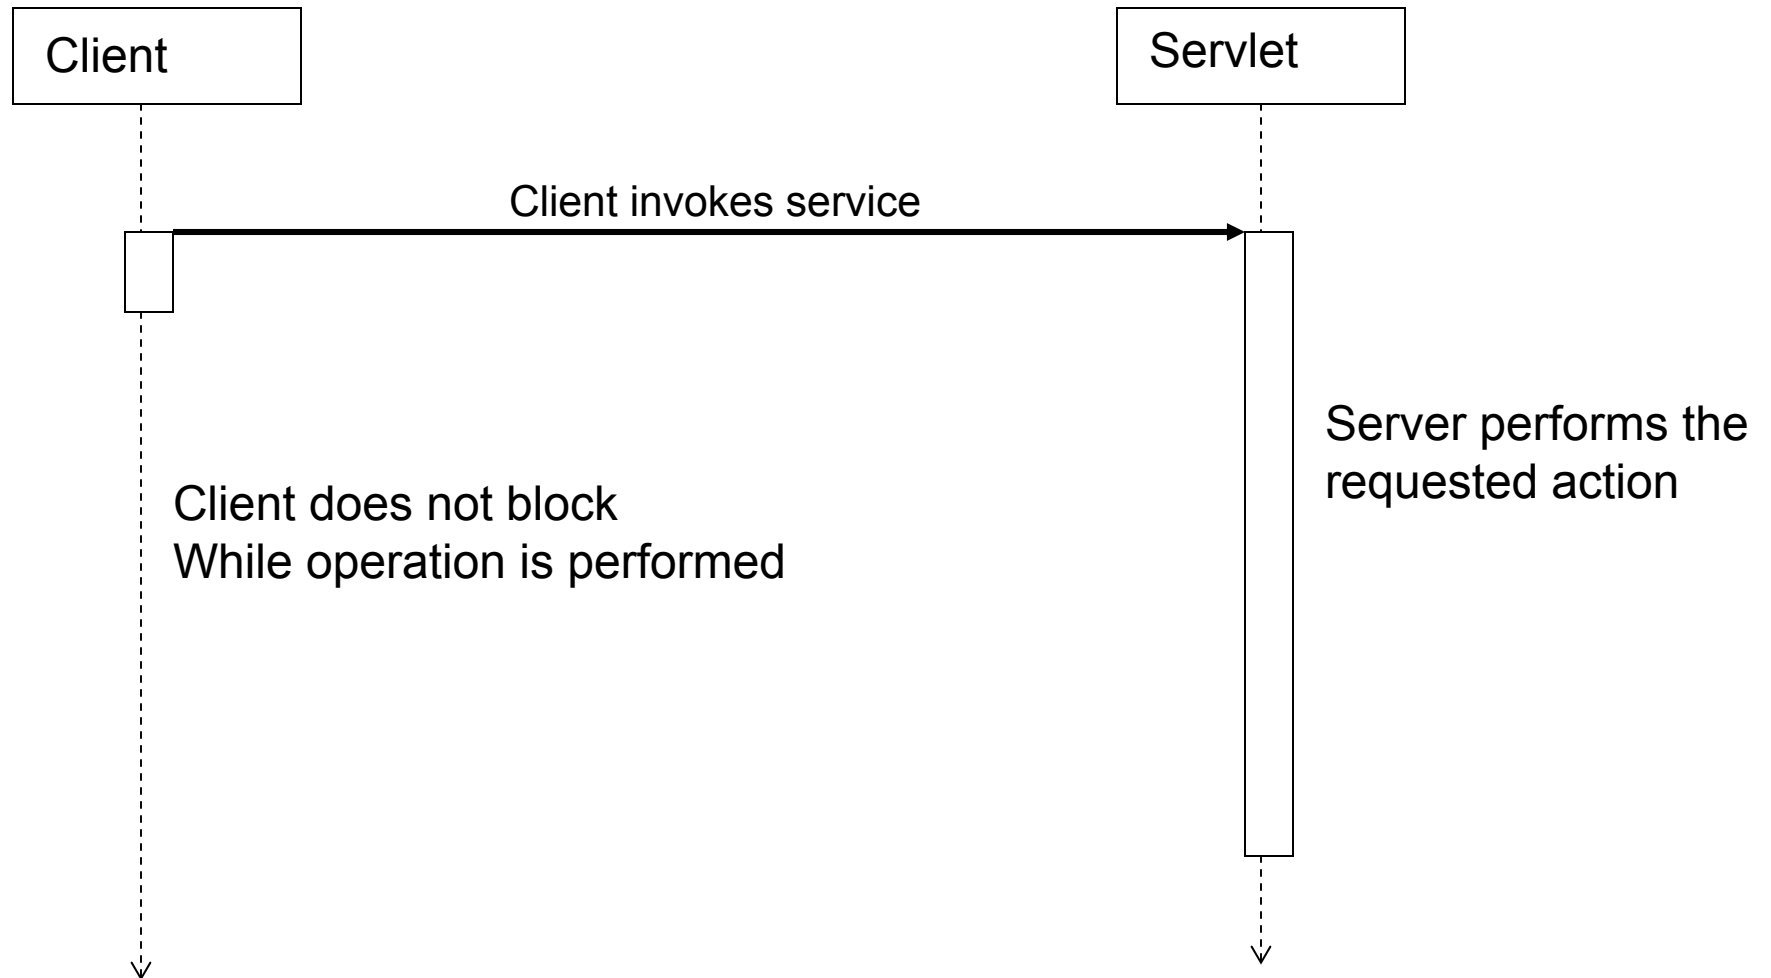 Client
Servlet
Client invokes service
Server performs the
requested action
Client does not block
While operation is performed